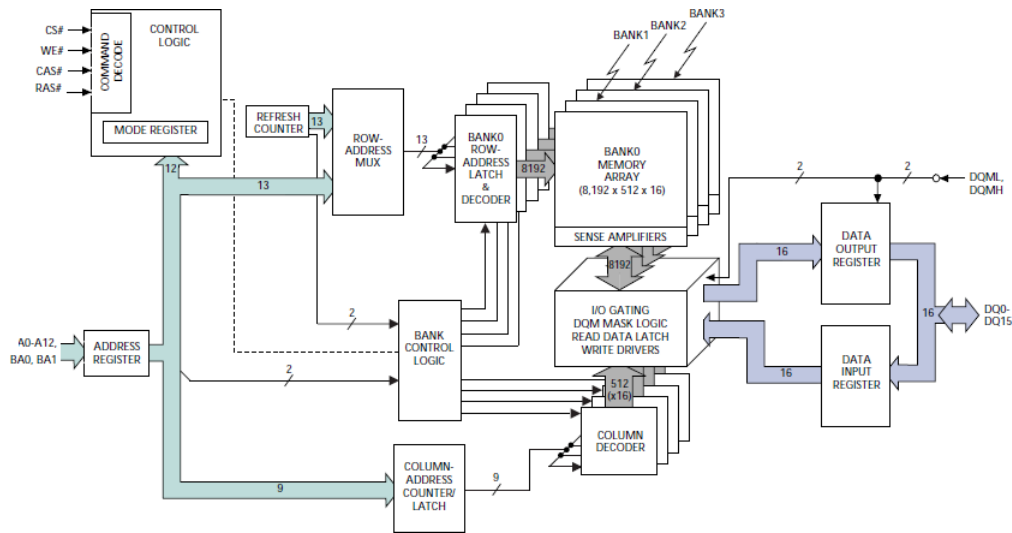 CS#
WE#
CAS#
RAS#
COMMAND
DECODE
CONTROL
LOGIC
MODE REGISTER
12
13
REFRESH
COUNTER
13
ROW-
ADDRESS
MUX
13
BANK0
ROW-
ADDRESS
LATCH
&
DECODER
8192
BANK1
BANK2
BANK3
BANK0
MEMORY
ARRAY
(8,192 x 512 x 16)
SENSE AMPLIFIERS
8192
2
2
DQML,
DQMH
16
DATA
OUTPUT
REGISTER
16
DQ0-
DQ15
I/O GATING
DQM MASK LOGIC
READ DATA LATCH
WRITE DRIVERS
16
DATA
INPUT
REGISTER
A0-A12,
BA0, BA1
ADDRESS
REGISTER
2
2
BANK
CONTROL
LOGIC
512
(x16)
COLUMN
DECODER
9
COLUMN-
ADDRESS
COUNTER/
LATCH
9